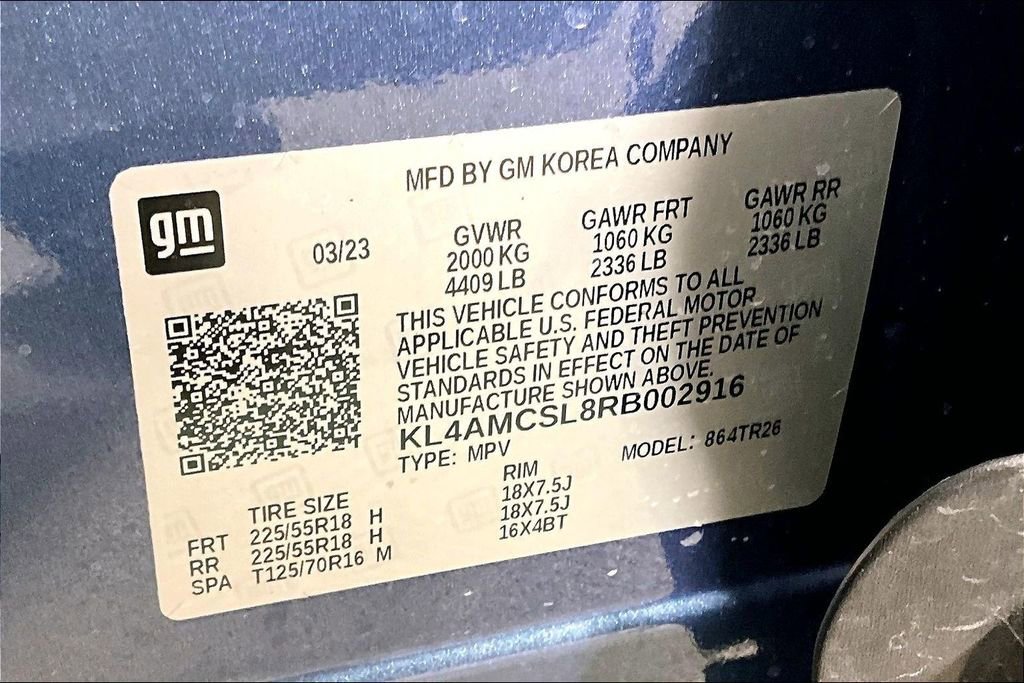 MFD BY GM KOREA COMPANY
gm
03/23
GVWR
2000 KG
4409 LB
GAWR FRT
1060 KG
2336 LB
GAWR RR
1060 KG
2336 LB
THIS VEHICLE CONFORMS TO ALL
APPLICABLE U.S. FEDERAL MOTOR
VEHICLE SAFETY AND THEFT PREVENTION
STANDARDS IN EFFECT ON THE DATE OF
MANUFACTURE SHOWN ABOVE.
KL4AMCSL8RB002916
TYPE: MPV MODEL: 864TR26
TIRE SIZE RIM
FRT 225/55R18 H 18X7.5J
RR 225/55R18 H 18X7.5J
SPA T125/70R16 M 16X4BT